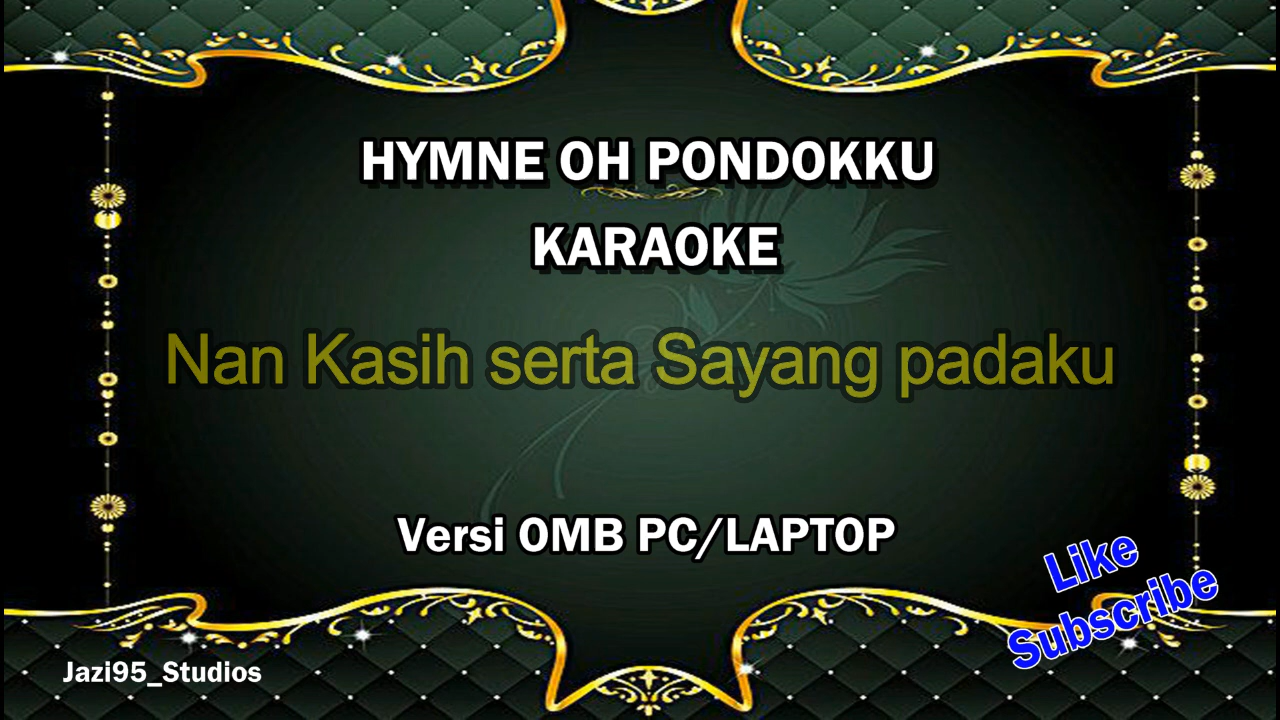 HYMNE OH PONDOKKU
KARAOKE
Nan Kasih serta Sayang padaku
Versi OMB PC/LAPTOP
Like
Subscribe
Jazi95_Studios